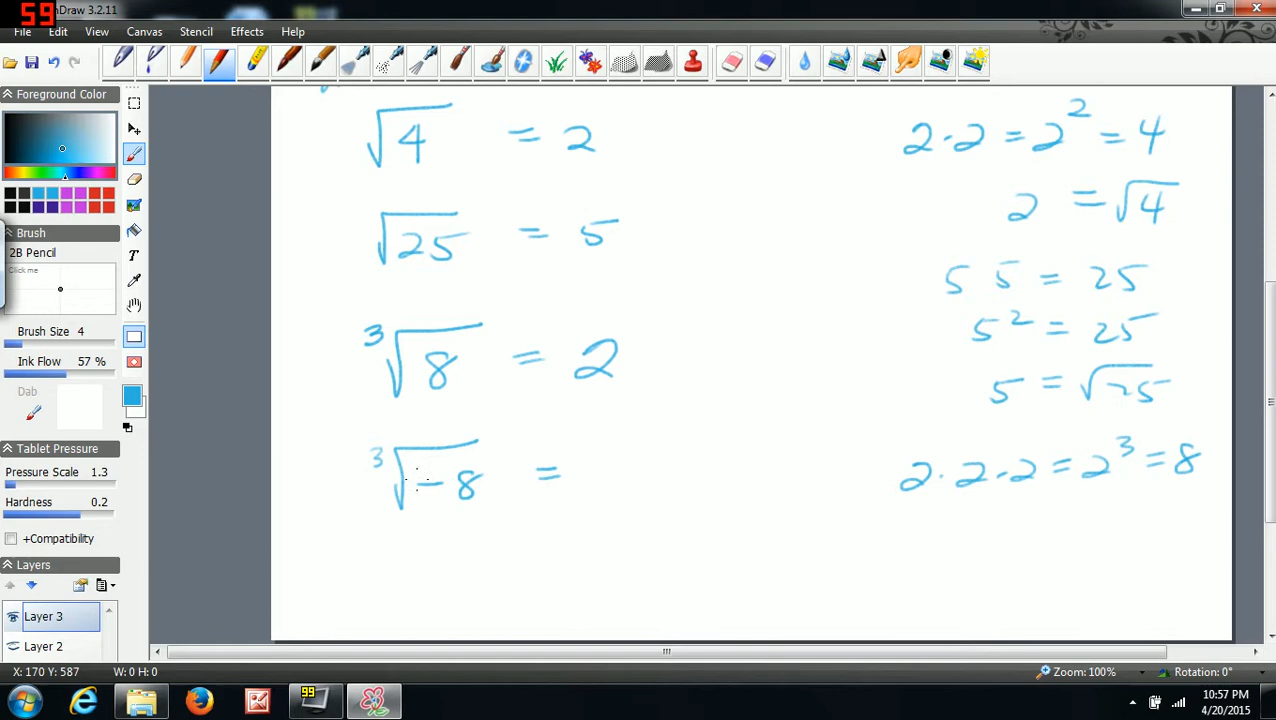 59
nDraw 3.2.11
File Edit View Canvas Stencil Effects Help
Foreground Color
Brush
2B Pencil
Click me
Brush Size 4
Ink Flow 57 %
Dab
Tablet Pressure
Pressure Scale 1.3
Hardness 0.2
+Compatibility
Layers
Layer 3
Layer 2
√4 = 2
√25 = 5
³√8 = 2
³√-8 =
2·2 = 2² = 4
2 = √4
5 5 = 25
5² = 25
5 = √25
2·2·2 = 2³ = 8
X: 170 Y: 587 W: 0 H: 0
Zoom: 100% Rotation: 0°
99
10:57 PM
4/20/2015